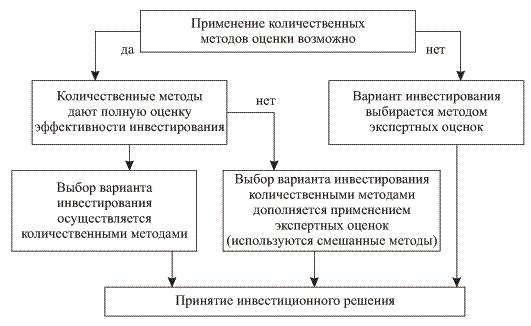 Применение количественных
методов оценки возможно
да
нет
Количественные методы
дают полную оценку
эффективности инвестирования
нет
Вариант инвестирования
выбирается методом
экспертных оценок
Выбор варианта
инвестирования
осуществляется
количественными методами
Выбор варианта инвестирования
количественными методами
дополняется применением
экспертных оценок
(используются смешанные методы)
Принятие инвестиционного решения